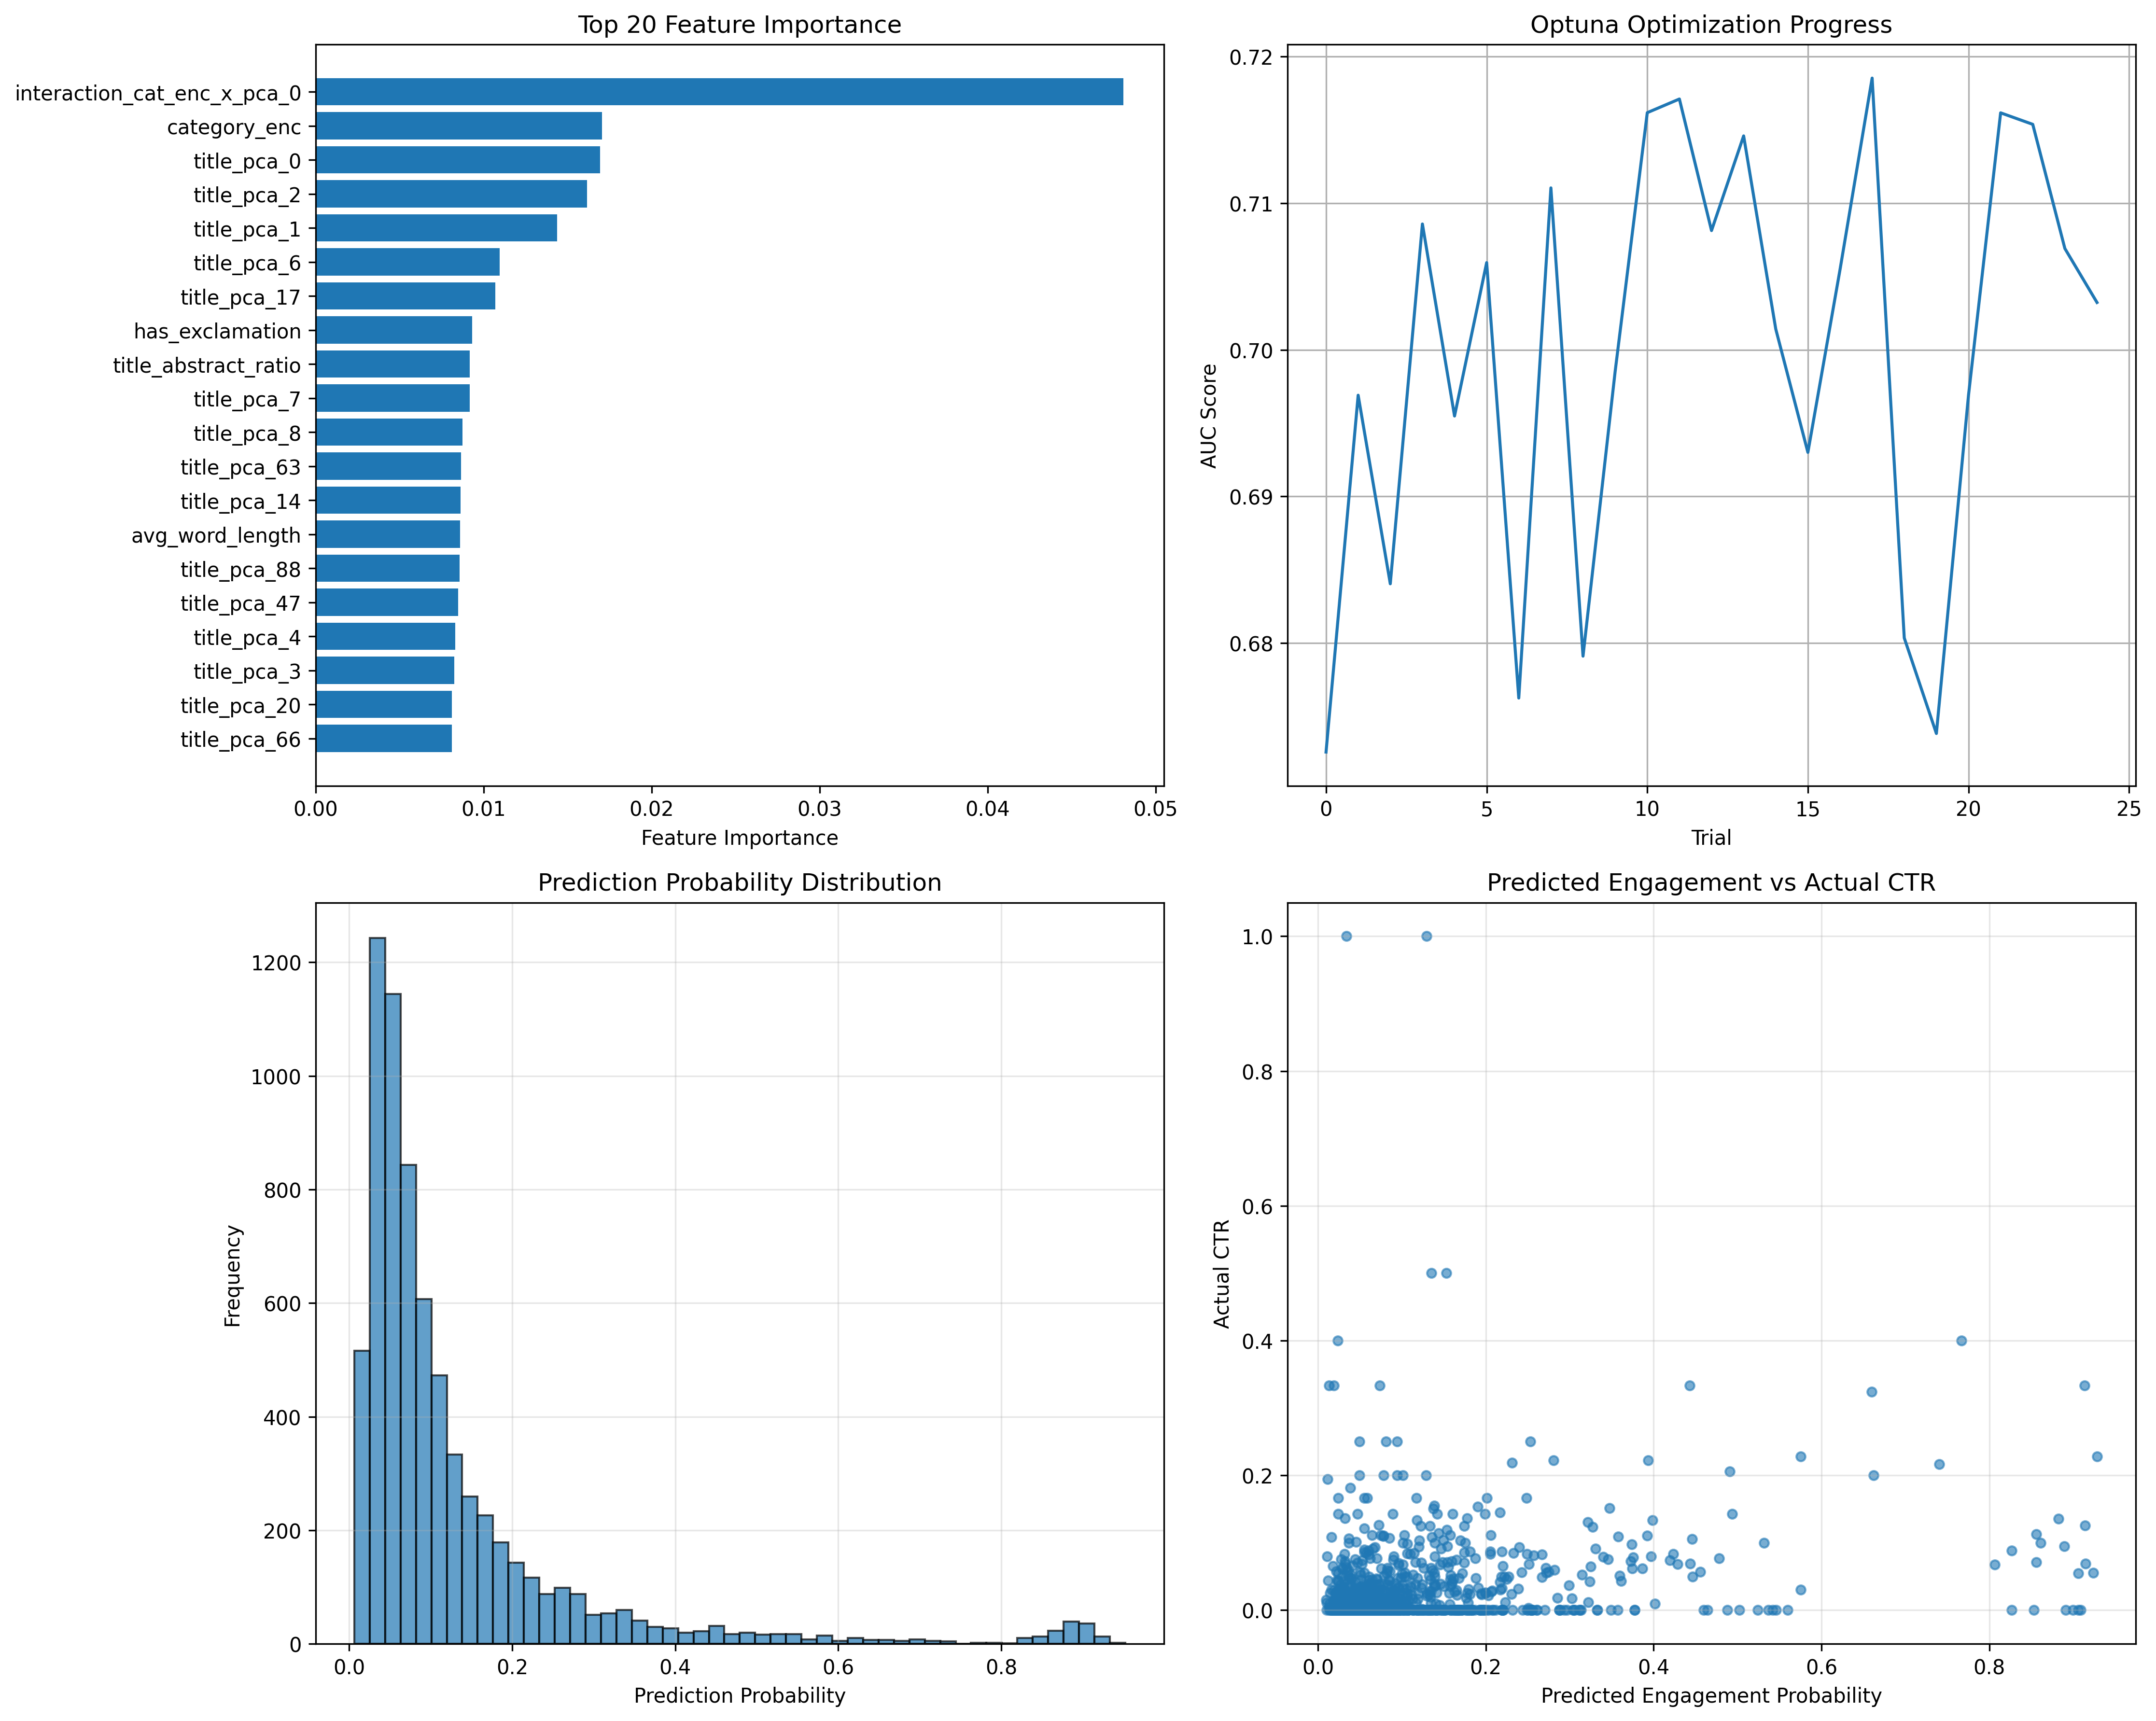 Top 20 Feature Importance
interaction_cat_enc_x_pca_0
category_enc
title_pca_0
title_pca_2
title_pca_1
title_pca_6
title_pca_17
has_exclamation
title_abstract_ratio
title_pca_7
title_pca_8
title_pca_63
title_pca_14
avg_word_length
title_pca_88
title_pca_47
title_pca_4
title_pca_3
title_pca_20
title_pca_66
0.00 0.01 0.02 0.03 0.04 0.05
Feature Importance
Optuna Optimization Progress
AUC Score
0.72
0.71
0.70
0.69
0.68
0 5 10 15 20 25
Trial
Prediction Probability Distribution
Frequency
1200
1000
800
600
400
200
0
0.0 0.2 0.4 0.6 0.8
Prediction Probability
Predicted Engagement vs Actual CTR
Actual CTR
1.0
0.8
0.6
0.4
0.2
0.0
0.0 0.2 0.4 0.6 0.8
Predicted Engagement Probability